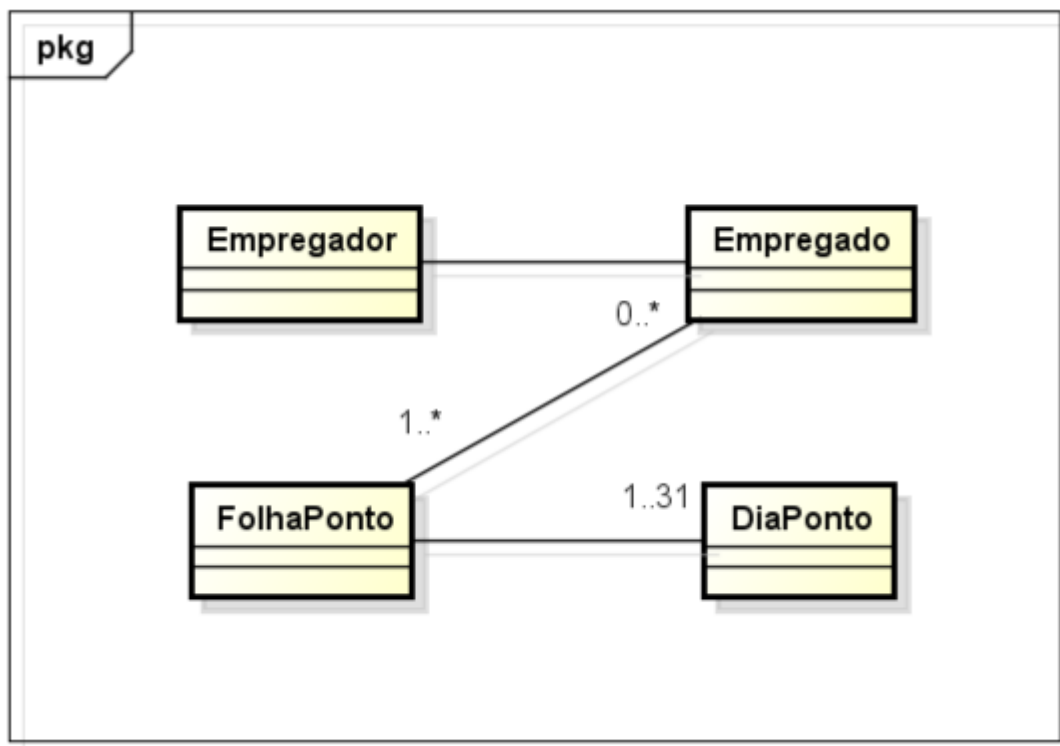 pkg
Empregador
Empregado
0..*
1..*
1..31
FolhaPonto
DiaPonto